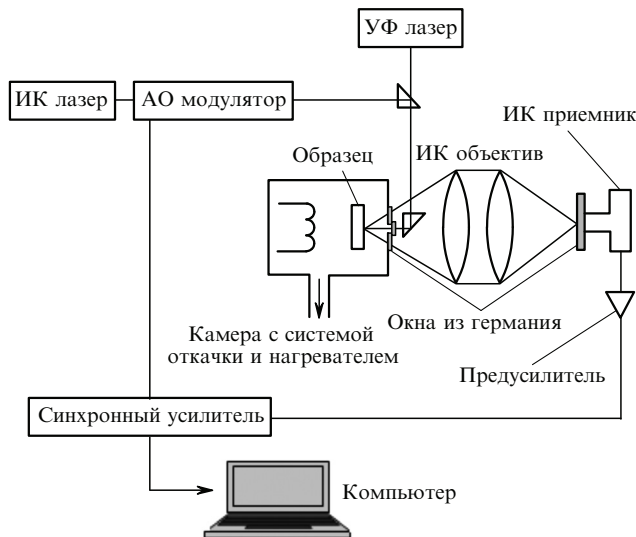 УФ лазер
ИК лазер
АО модулятор
ИК приемник
Образец
ИК объектив
Камера с системой
откачки и нагревателем
Окна из германия
Предусилитель
Синхронный усилитель
Компьютер